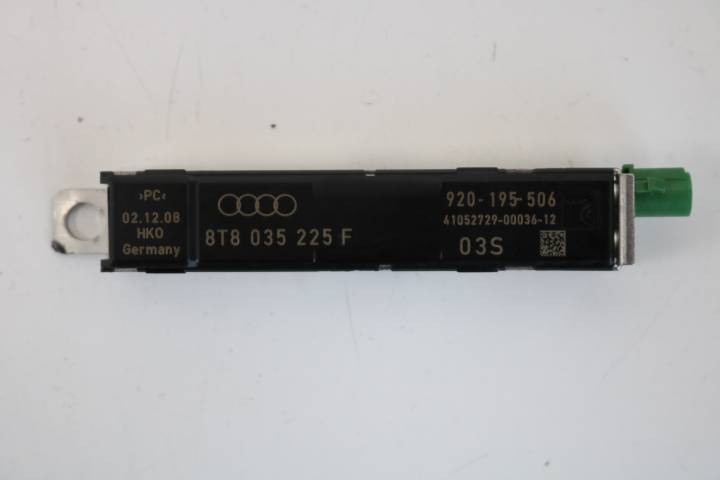 ›PC‹
02.12.08
HKO
Germany
8T8 035 225 F
920-195-506
41052729-00036-12
03S